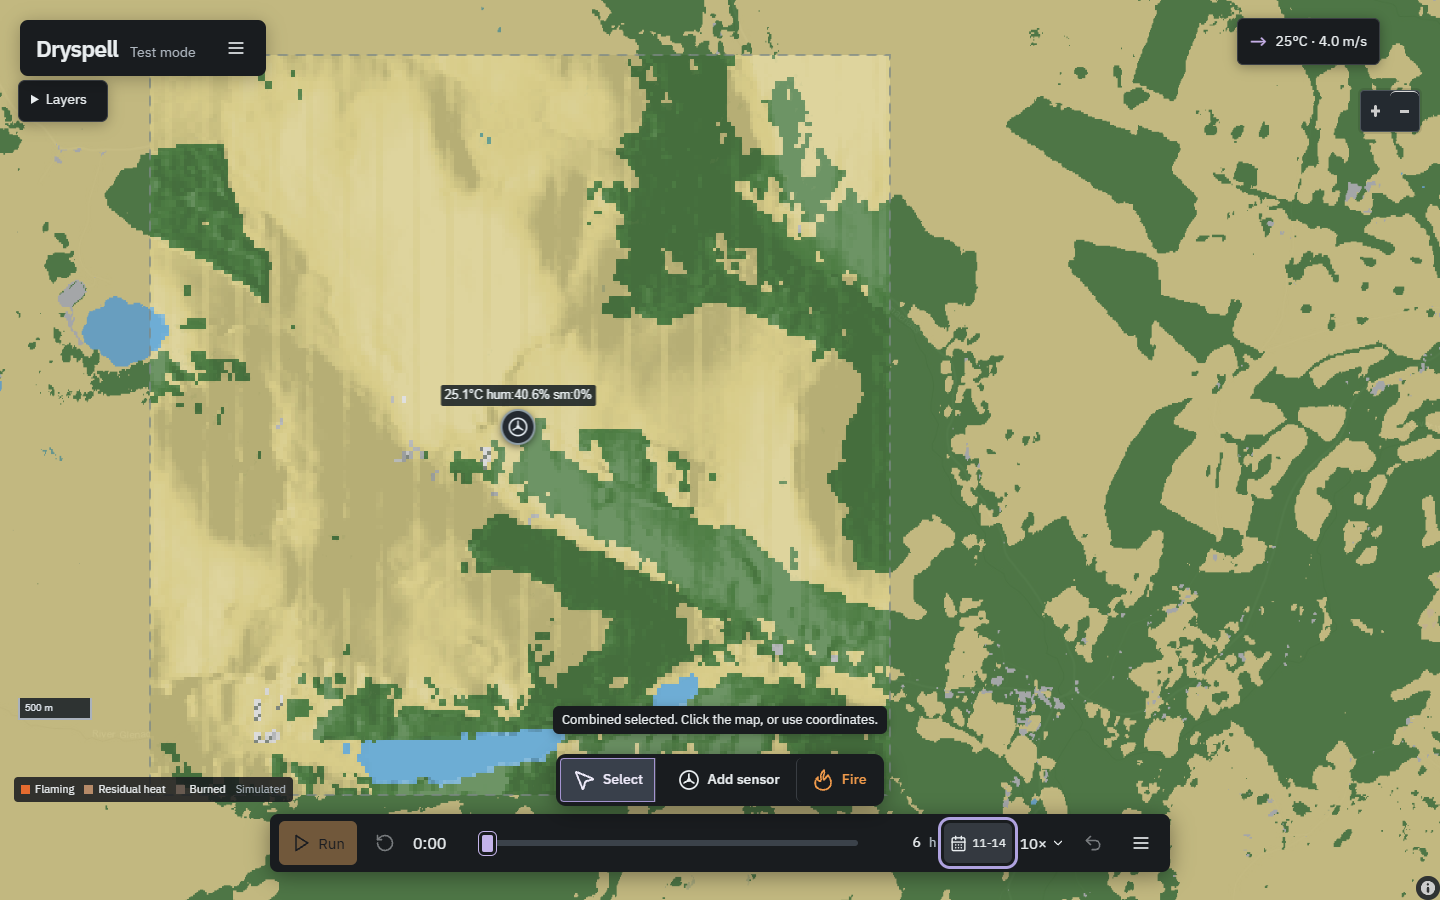 Dryspell Test mode
25°C · 4.0 m/s
Layers
+ −
25.1°C hum:40.6% sm:0%
500 m
Combined selected. Click the map, or use coordinates.
Select Add sensor Fire
Flaming Residual heat Burned Simulated
Run 0:00 6 h 11-14 10×